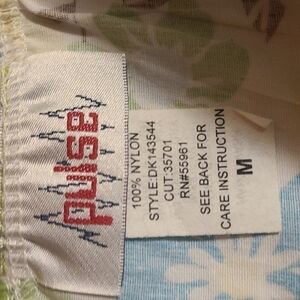 pulse
100% NYLON
STYLE:DK143544
CUT:35701
RN#55961
SEE BACK FOR
CARE INSTRUCTION
M